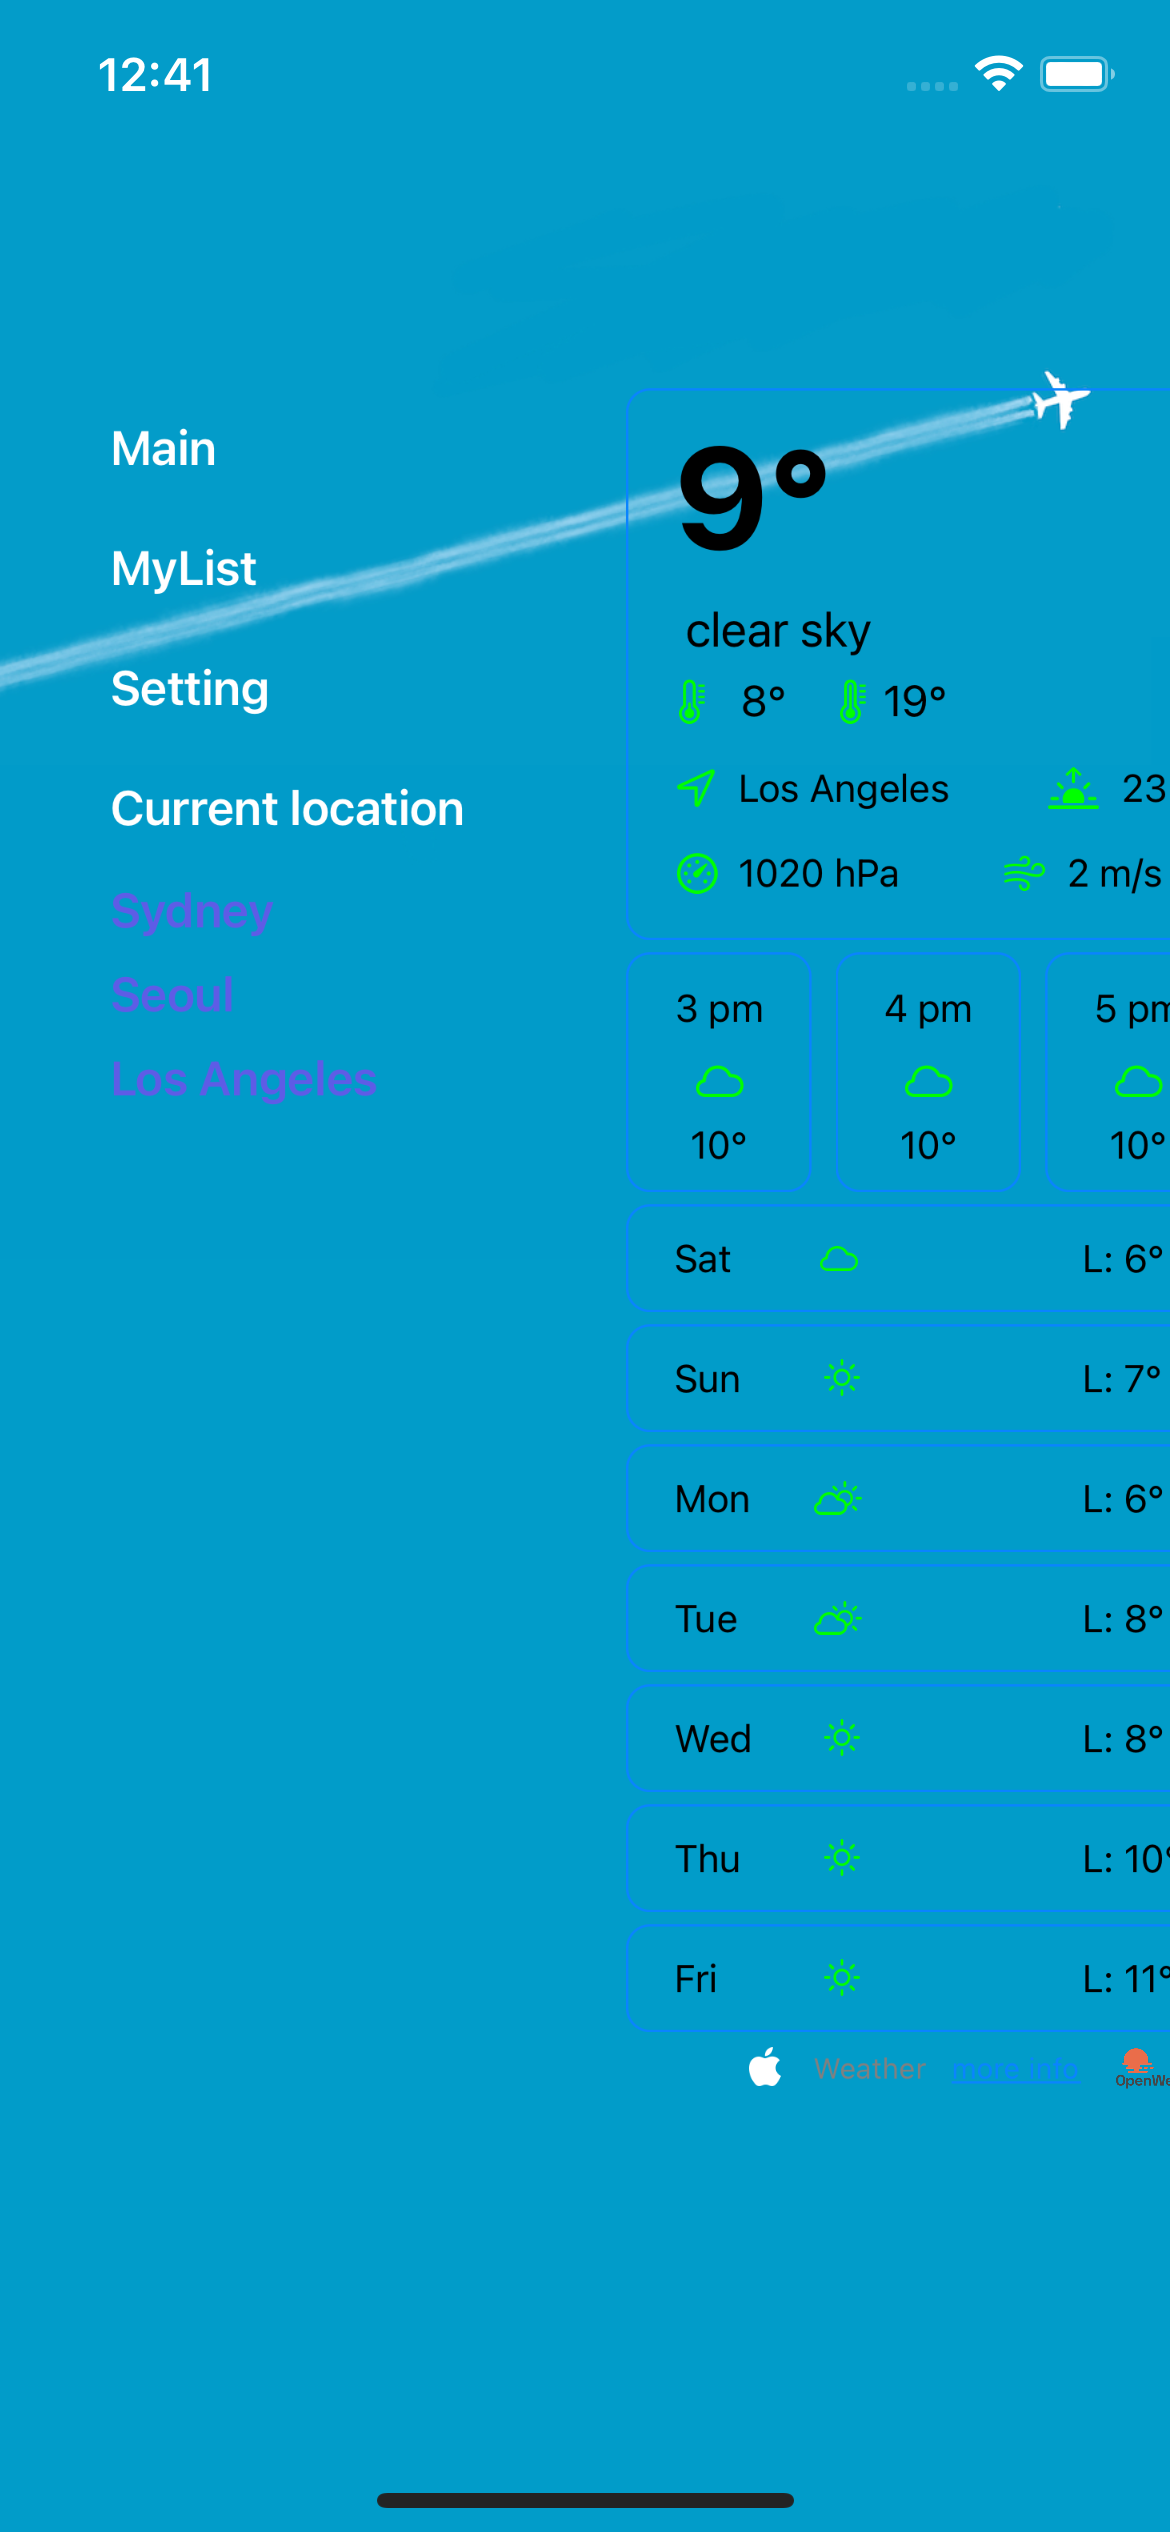 12:41
Main
MyList
Setting
Current location
Sydney
Seoul
Los Angeles
9°
clear sky
8° 19°
Los Angeles 23
1020 hPa 2 m/s
3 pm 4 pm 5 pm
10° 10° 10°
Sat L: 6°
Sun L: 7°
Mon L: 6°
Tue L: 8°
Wed L: 8°
Thu L: 10°
Fri L: 11°
Weather more info OpenWe